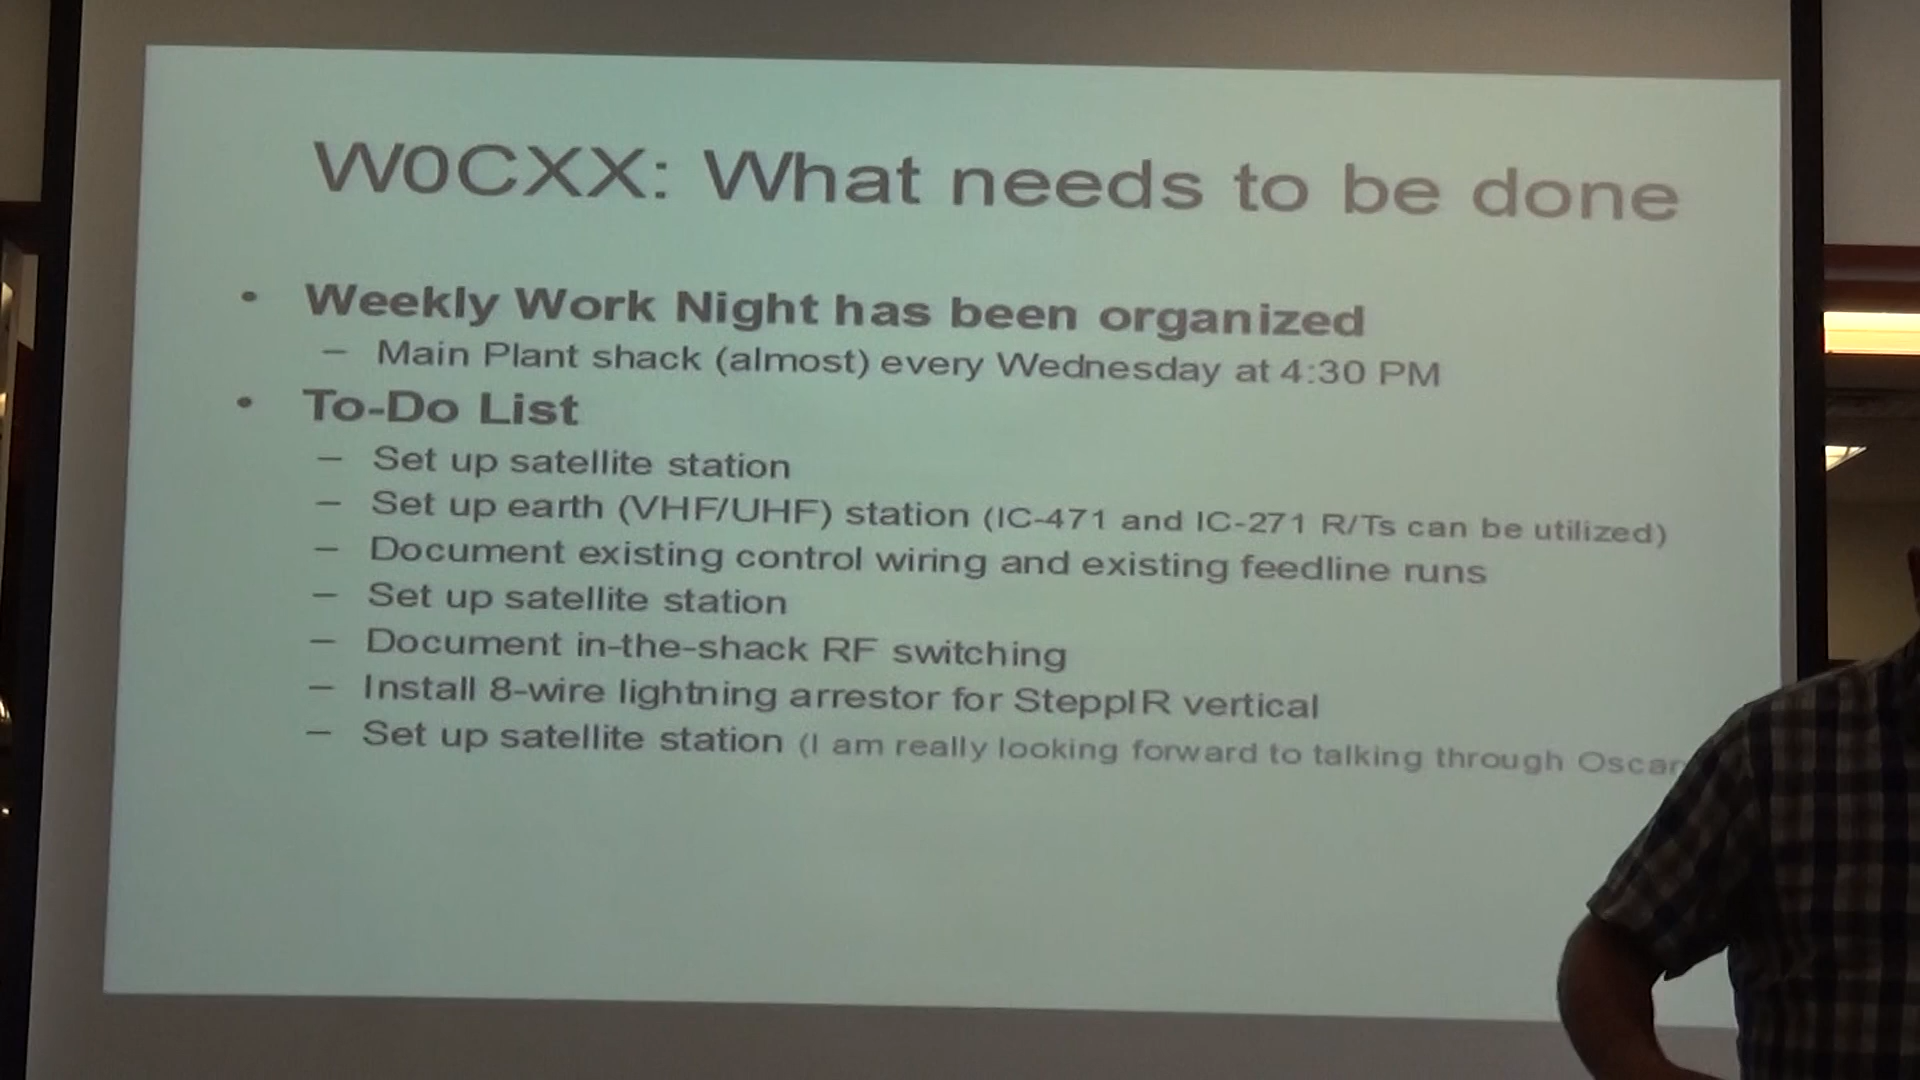 W0CXX: What needs to be done
• Weekly Work Night has been organized
– Main Plant shack (almost) every Wednesday at 4:30 PM
• To-Do List
– Set up satellite station
– Set up earth (VHF/UHF) station (IC-471 and IC-271 R/Ts can be utilized)
– Document existing control wiring and existing feedline runs
– Set up satellite station
– Document in-the-shack RF switching
– Install 8-wire lightning arrestor for SteppIR vertical
– Set up satellite station (I am really looking forward to talking through Oscar